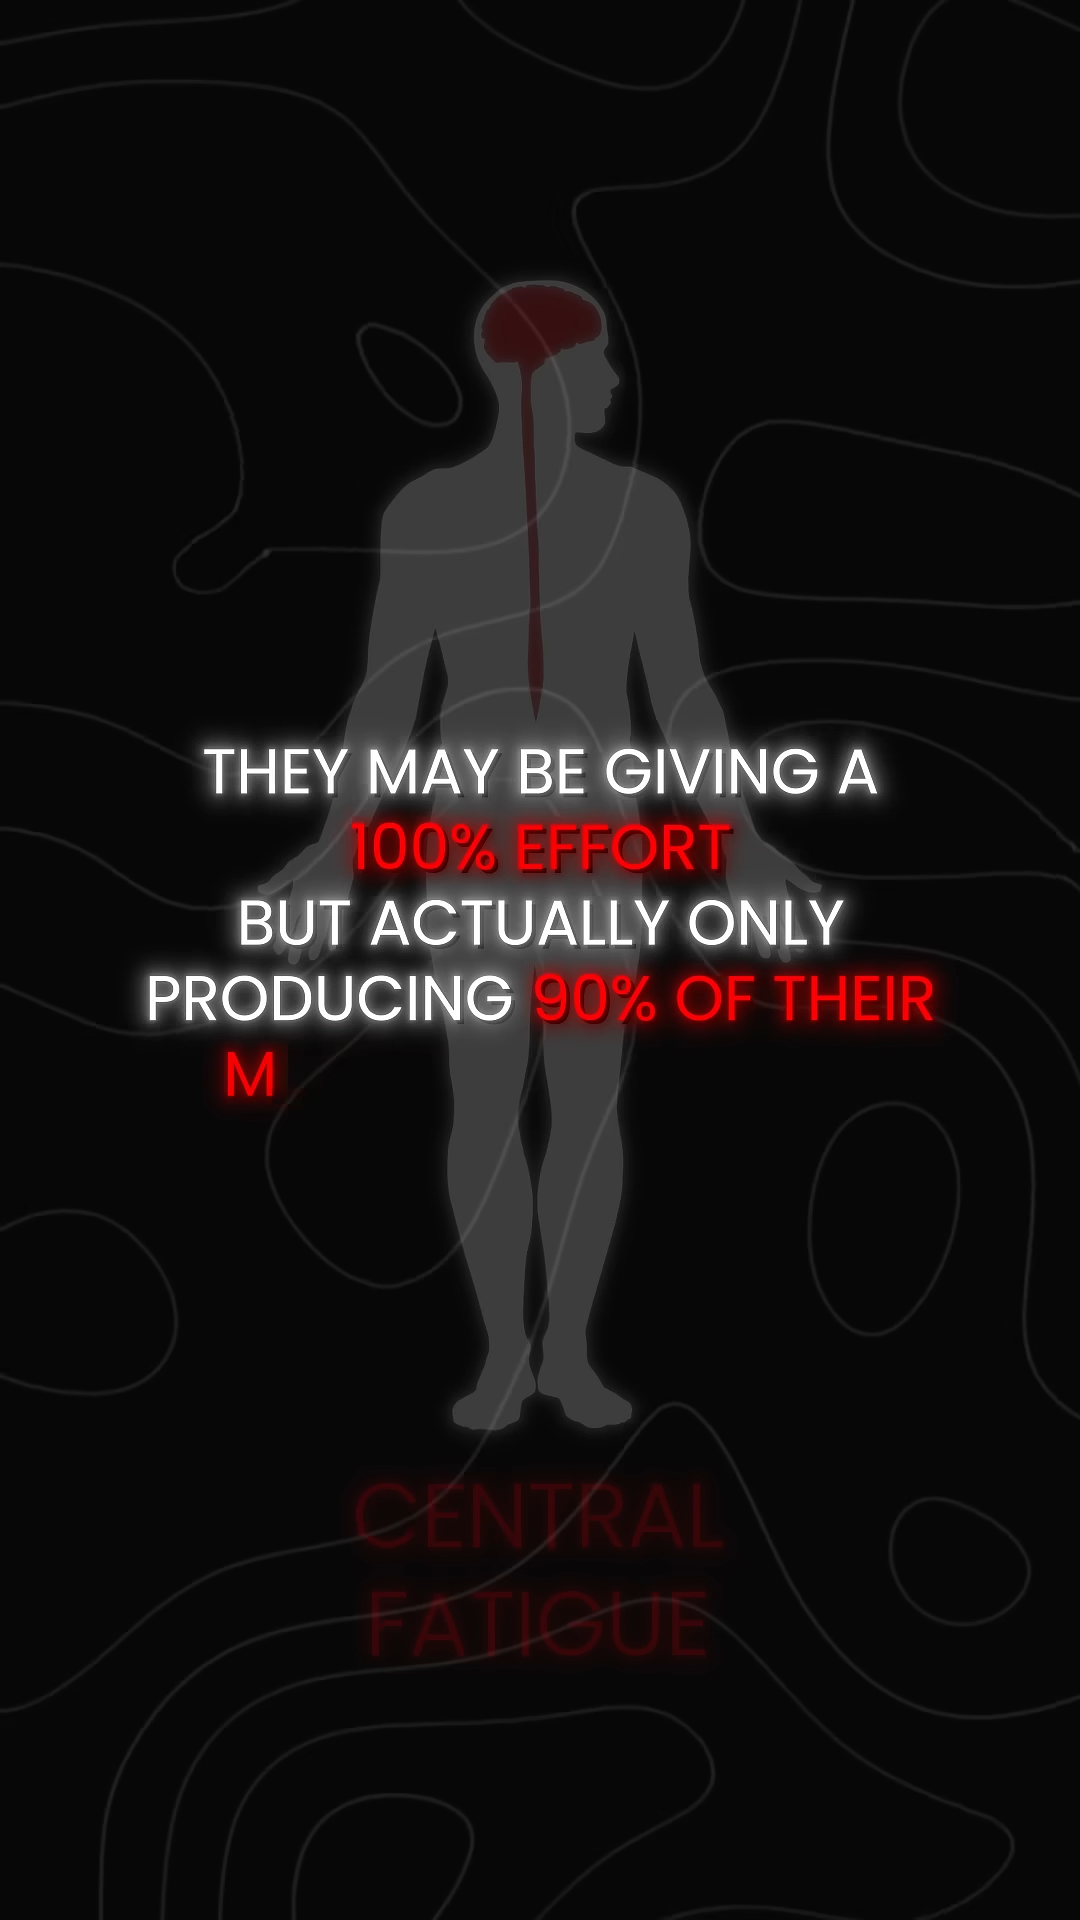 THEY MAY BE GIVING A
100% EFFORT
BUT ACTUALLY ONLY
PRODUCING 90% OF THEIR
M
CENTRAL
FATIGUE